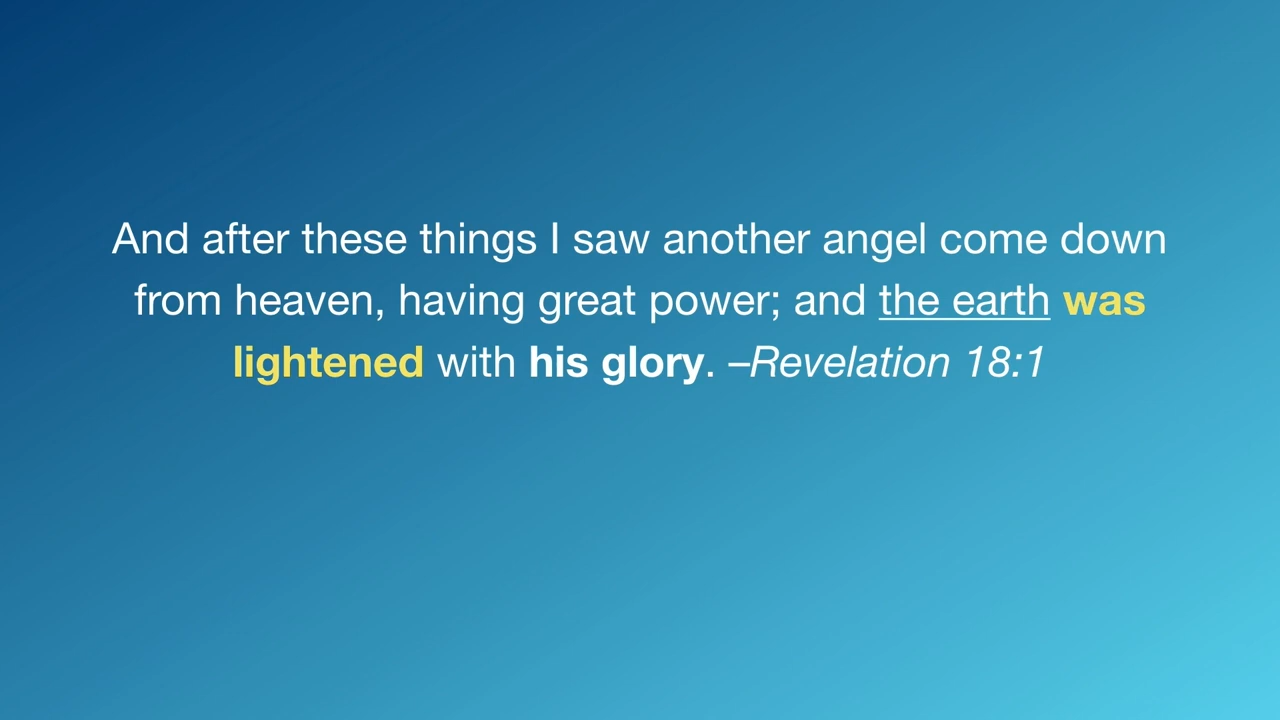 And after these things I saw another angel come down
from heaven, having great power; and the earth was
lightened with his glory. –Revelation 18:1